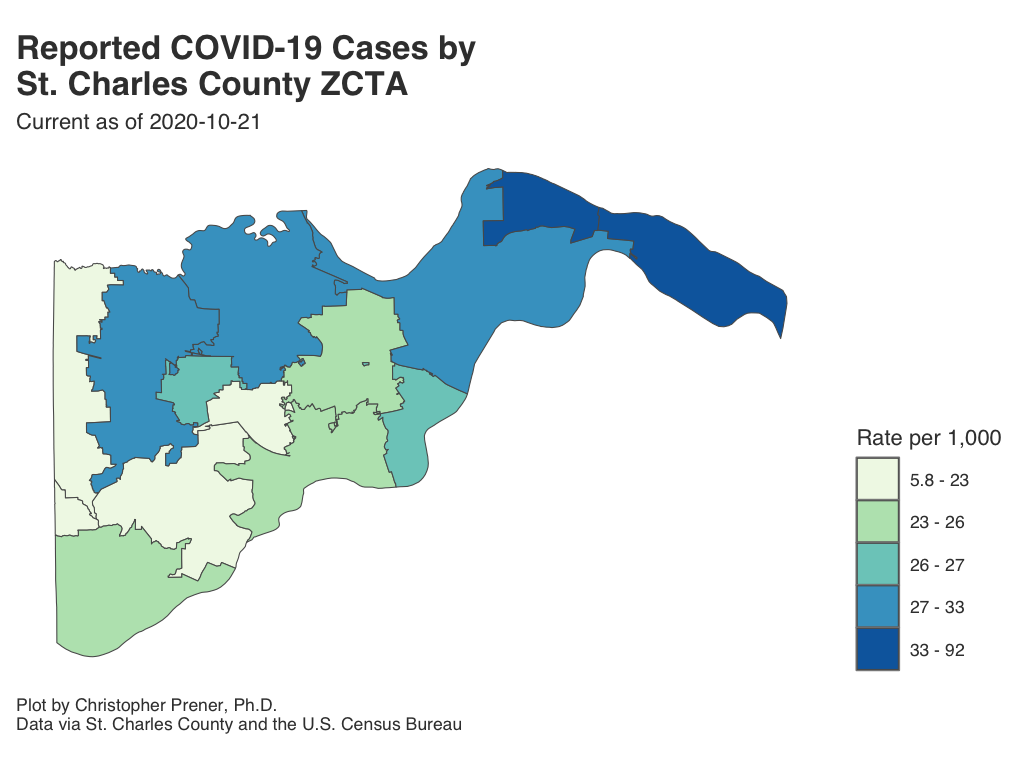 Reported COVID-19 Cases by
St. Charles County ZCTA
Current as of 2020-10-21
Rate per 1,000
5.8 - 23
23 - 26
26 - 27
27 - 33
33 - 92
Plot by Christopher Prener, Ph.D.
Data via St. Charles County and the U.S. Census Bureau